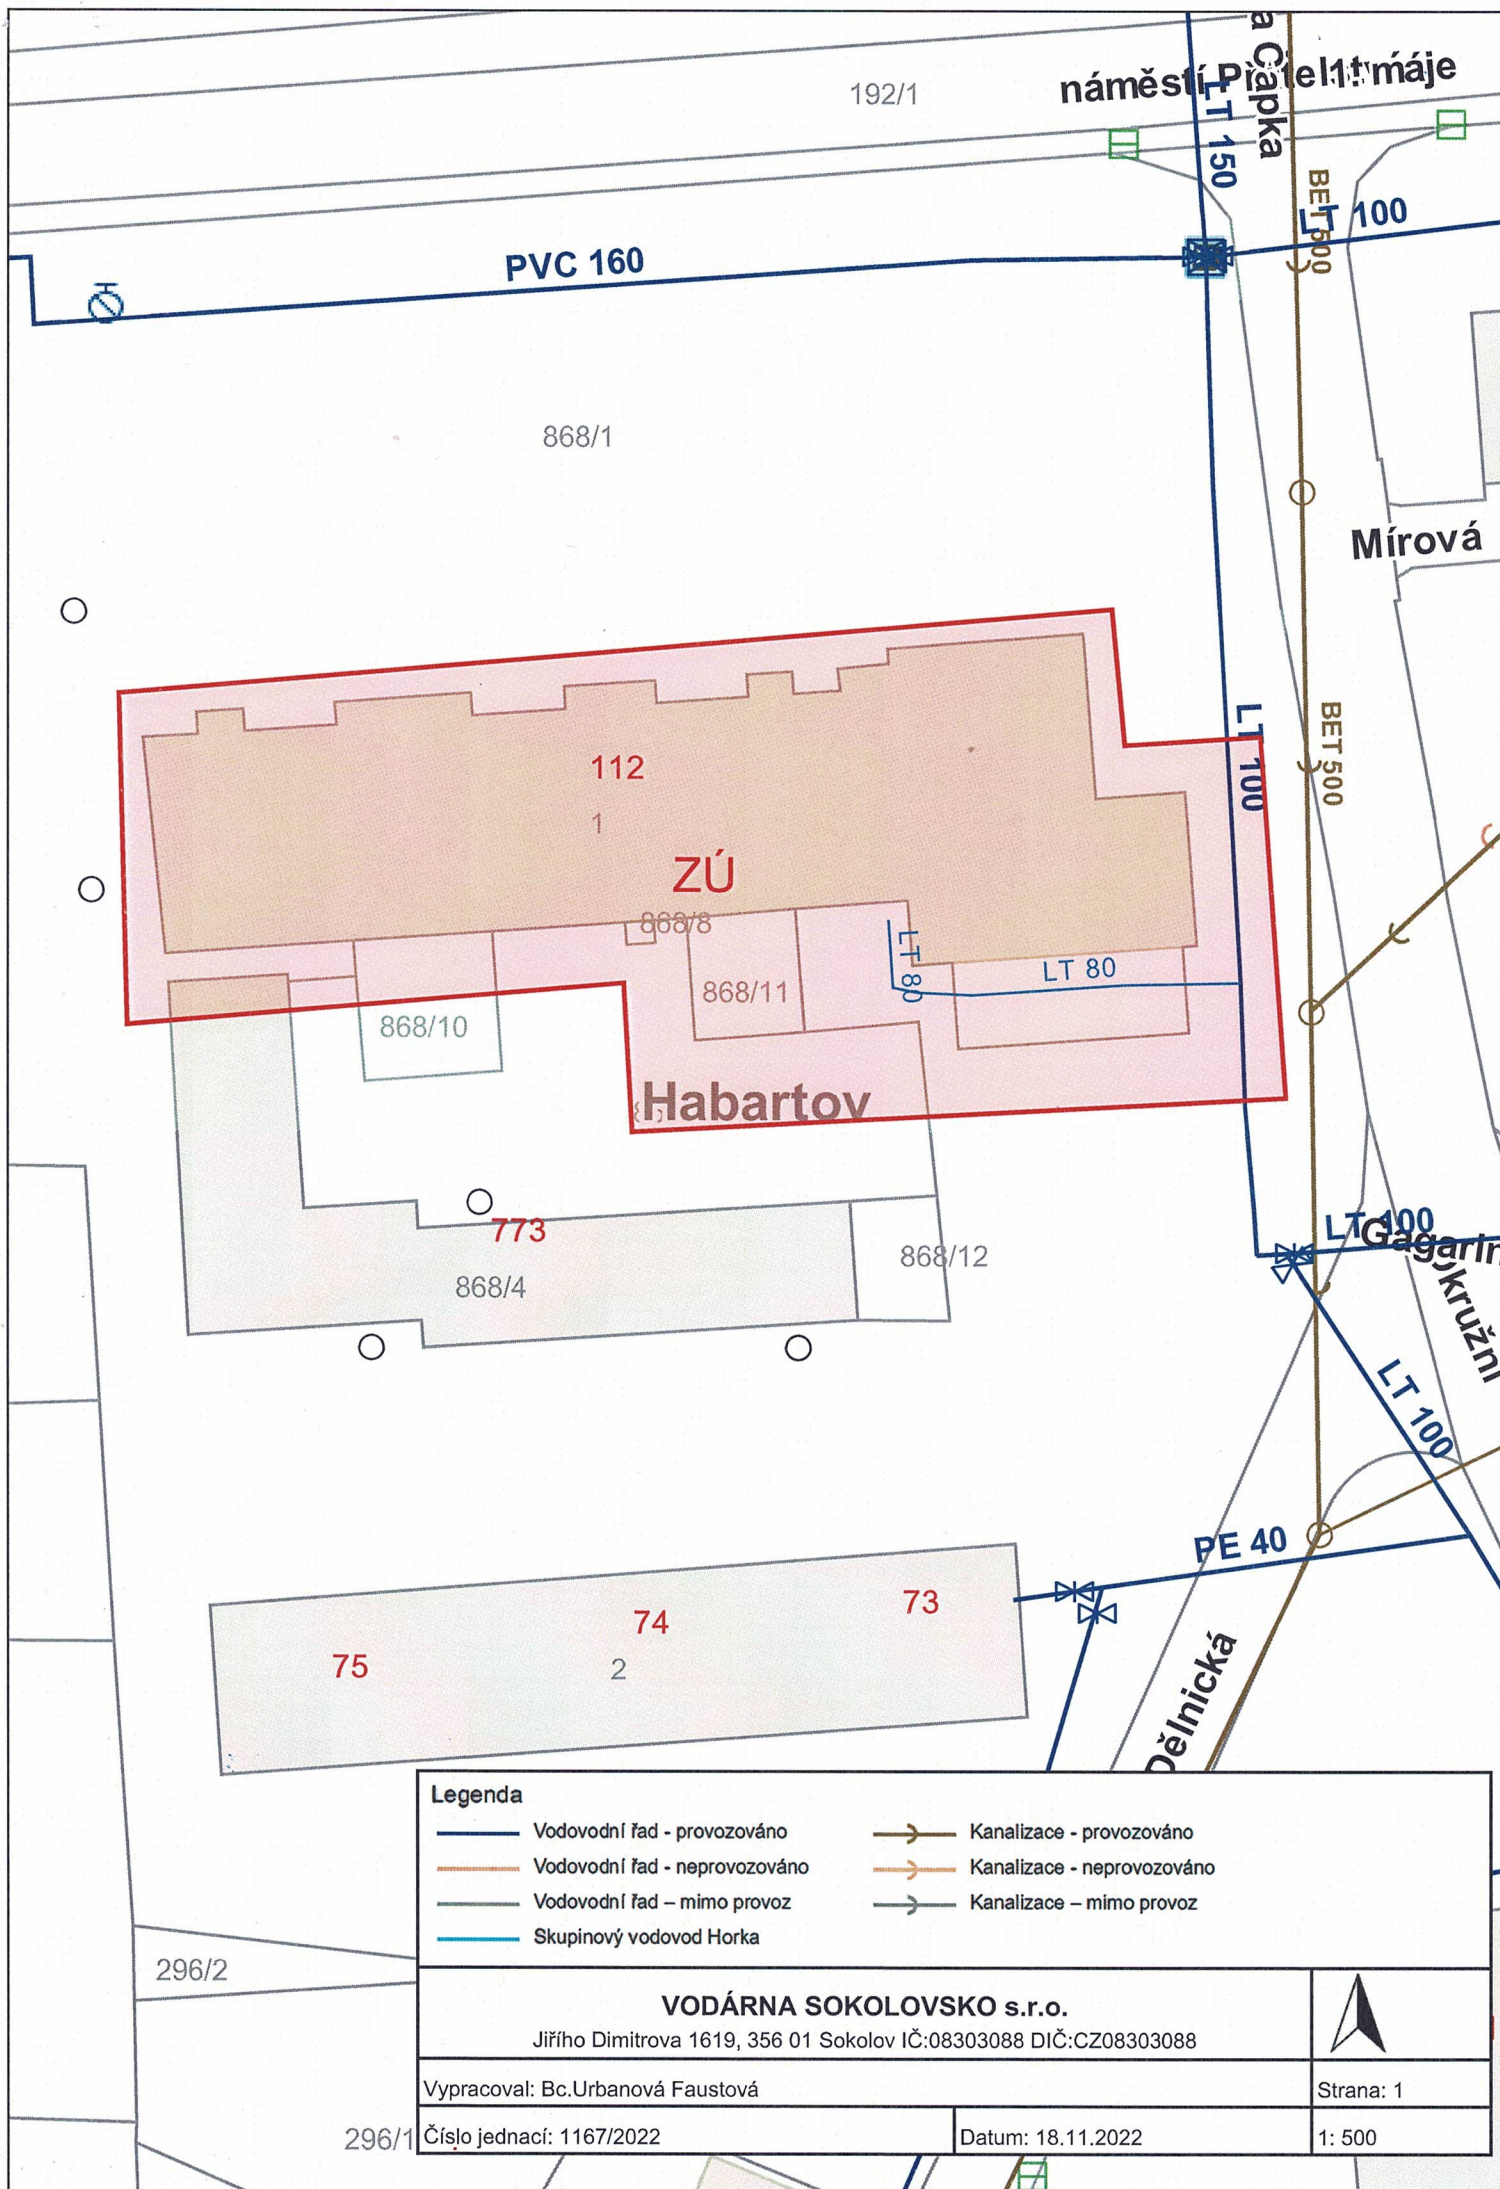 a Čapka
192/1
LT 150
BET 500
LT 100
PVC 160
868/1
Mírová
LT 100
BET 500
112
1
ZÚ
868/8
LT 80
LT 80
868/11
868/10
Habartov
773
868/12
868/4
LT 100
Gagarin
okružní
LT 100
PE 40
73
74
75
2
Dělnická
Legenda
Vodovodní řad - provozováno
Kanalizace - provozováno
Vodovodní řad - neprovozováno
Kanalizace - neprovozováno
Vodovodní řad – mimo provoz
Kanalizace – mimo provoz
Skupinový vodovod Horka
296/2
VODÁRNA SOKOLOVSKO s.r.o.
Jiřího Dimitrova 1619, 356 01 Sokolov IČ:08303088 DIČ:CZ08303088
Vypracoval: Bc.Urbanová Faustová
Strana: 1
296/1
Číslo jednací: 1167/2022
Datum: 18.11.2022
1: 500